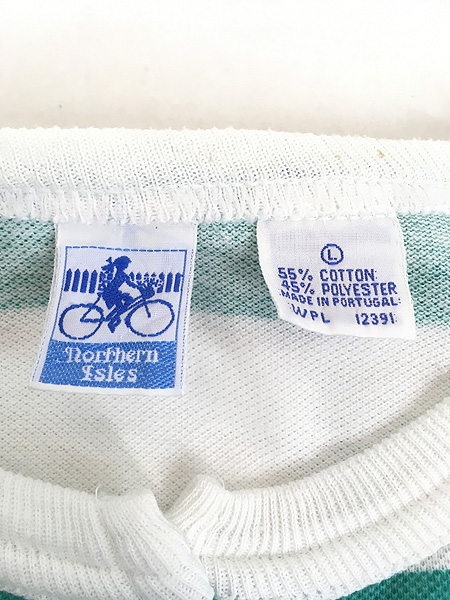 Northern
Isles
L
55% COTTON
45% POLYESTER
MADE IN PORTUGAL
WPL 12391